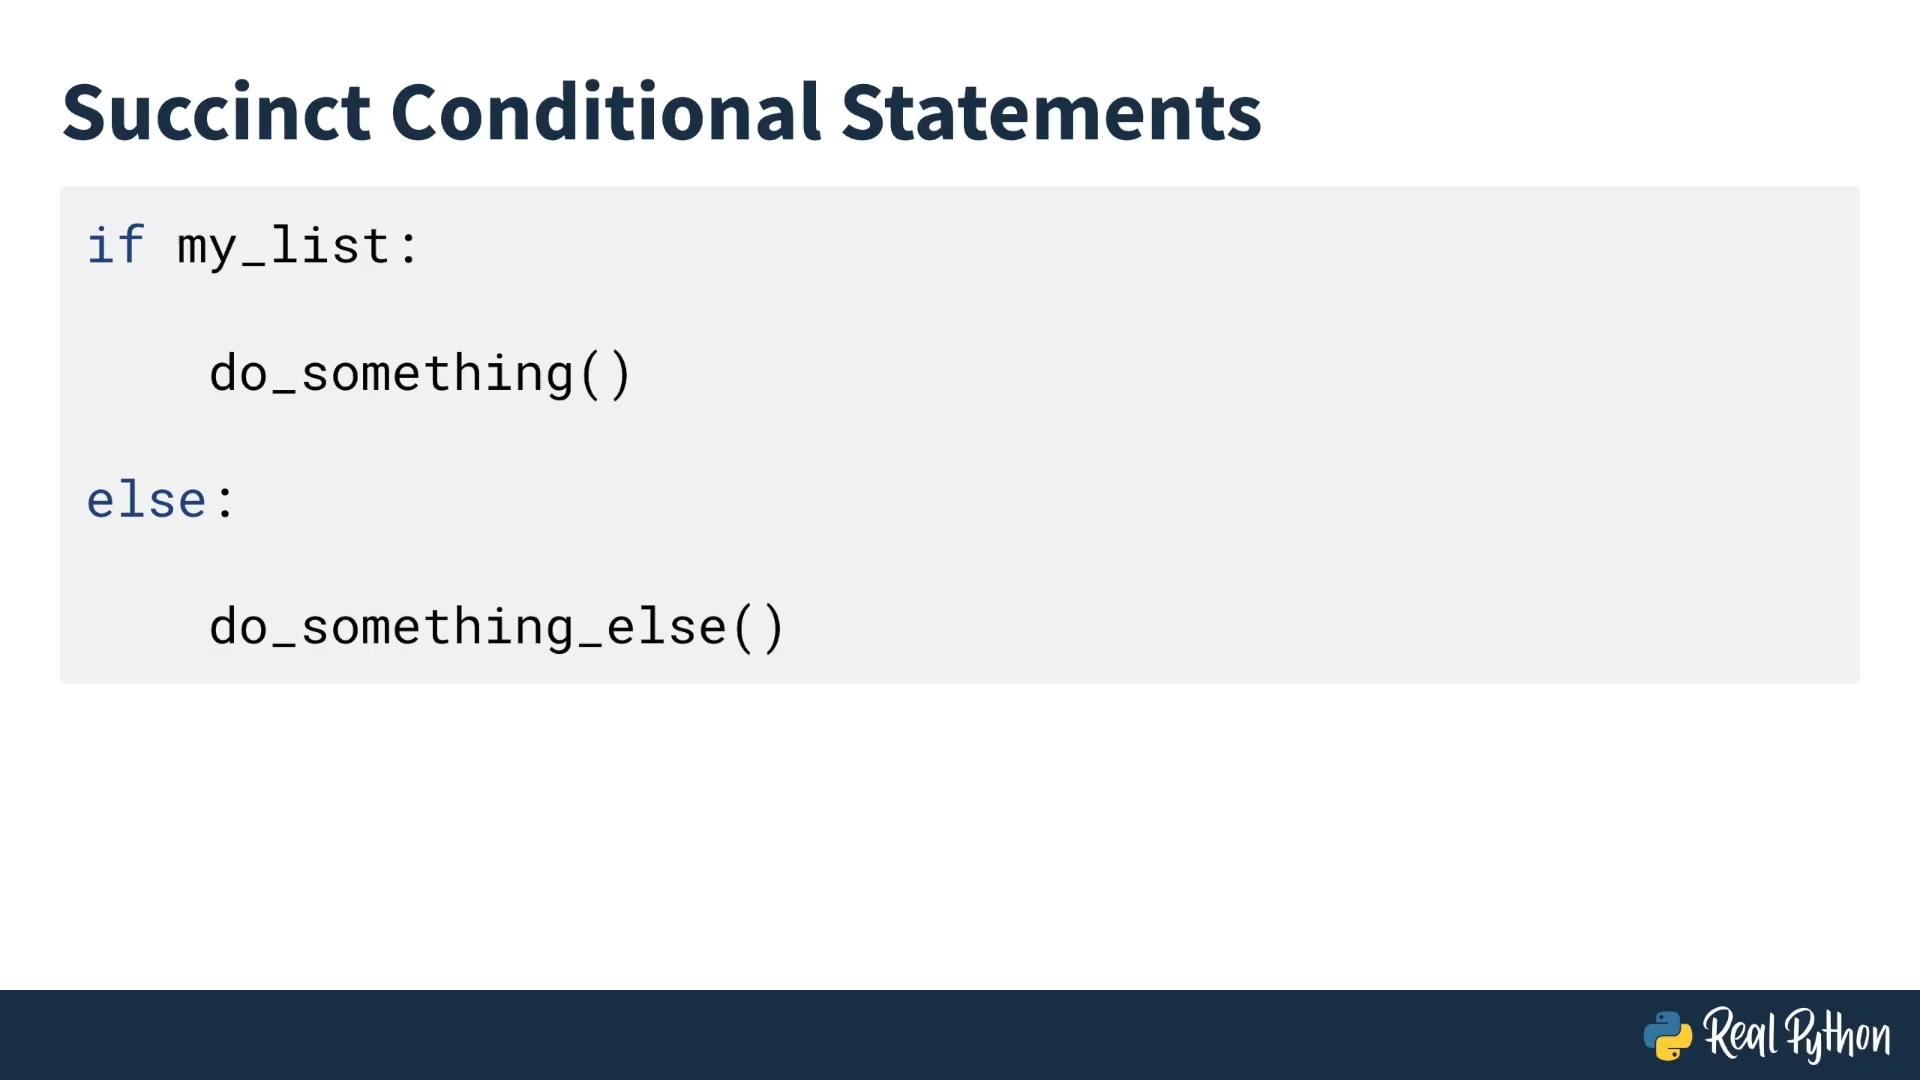 Succinct Conditional Statements
if my_list:
    do_something()
else:
    do_something_else()
Real Python